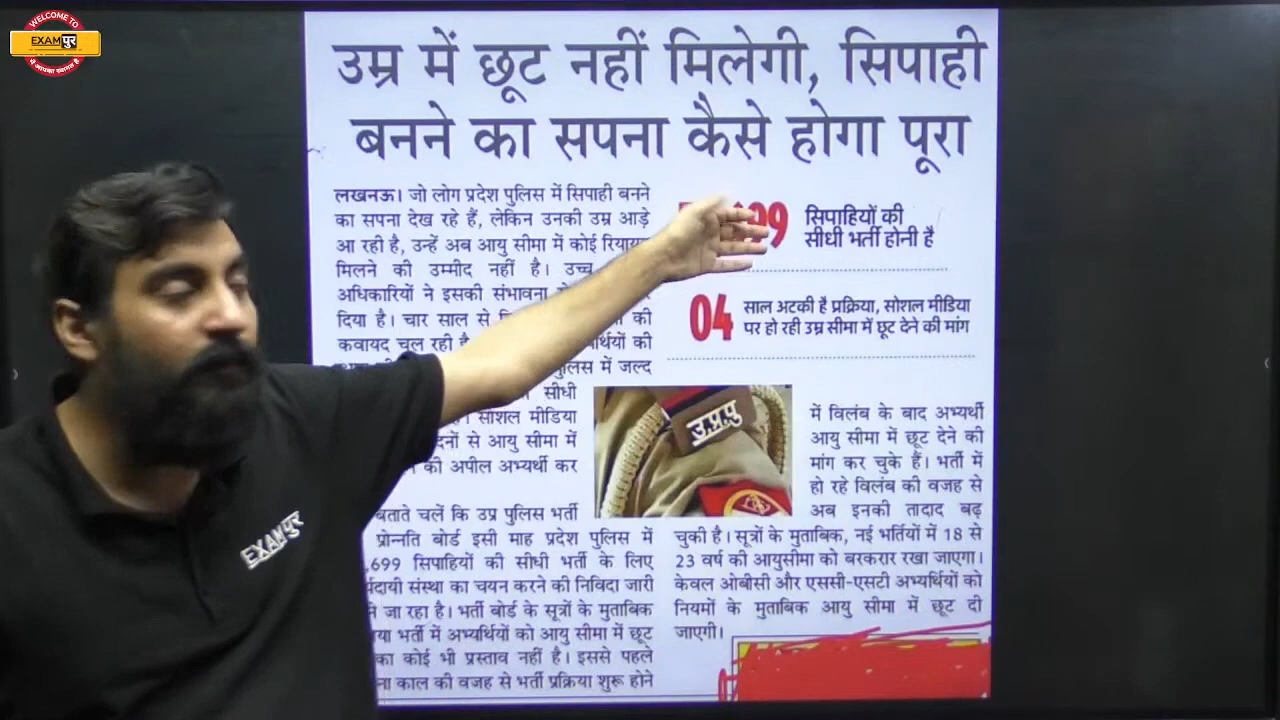 WELCOME TO
EXAMपुर
में आपका स्वागत है
उम्र में छूट नहीं मिलेगी, सिपाही
बनने का सपना कैसे होगा पूरा
लखनऊ। जो लोग प्रदेश पुलिस में सिपाही बनने
का सपना देख रहे हैं, लेकिन उनकी उम्र आड़े
आ रही है, उन्हें अब आयु सीमा में कोई
मिलने की उम्मीद नहीं है। उच्च
अधिकारियों ने इसकी संभावना
दिया है। चार साल से की
कवायद चल रही
में जल्द
सीधी
सोशल मीडिया
से आयु सीमा में
की अपील अभ्यर्थी कर
बताते चलें कि उप्र पुलिस भर्ती
प्रोन्नति बोर्ड इसी माह प्रदेश पुलिस में
,699 सिपाहियों की सीधी भर्ती के लिए
संस्था का चयन करने की निविदा जारी
जा रहा है। भर्ती बोर्ड के सूत्रों के मुताबिक
भर्ती में अभ्यर्थियों को आयु सीमा में छूट
का कोई भी प्रस्ताव नहीं है। इससे पहले
काल की वजह से भर्ती प्रक्रिया शुरू होने
99 सिपाहियों की
सीधी भर्ती होनी है
04 साल अटकी है प्रक्रिया, सोशल मीडिया
पर हो रही उम्र सीमा में छूट देने की मांग
उ.प्र.पु
में विलंब के बाद अभ्यर्थी
आयु सीमा में छूट देने की
मांग कर चुके हैं। भर्ती में
हो रहे विलंब की वजह से
अब इनकी तादाद बढ़
चुकी है। सूत्रों के मुताबिक, नई भर्तियों में 18 से
23 वर्ष की आयुसीमा को बरकरार रखा जाएगा।
केवल ओबीसी और एससी-एसटी अभ्यर्थियों को
नियमों के मुताबिक आयु सीमा में छूट दी
जाएगी।
EXAMपुर